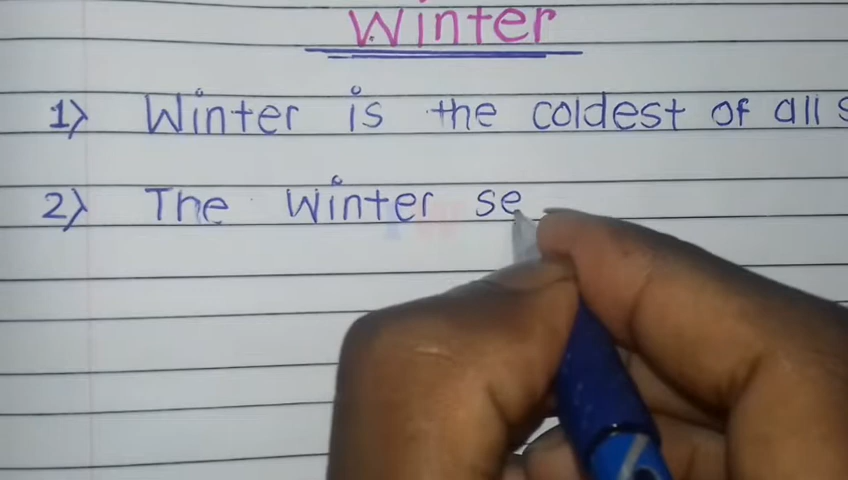 Winter
1) Winter is the coldest of all s
2) The Winter se